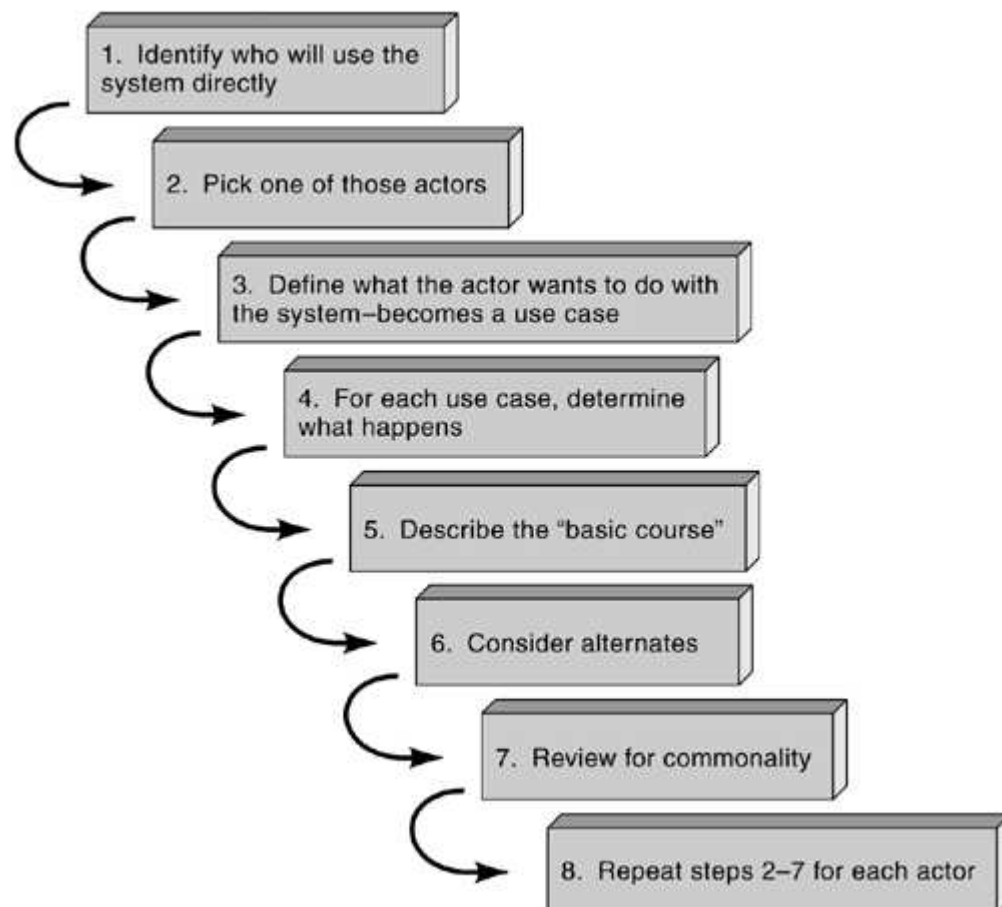 1. Identify who will use the
system directly
2. Pick one of those actors
3. Define what the actor wants to do with
the system–becomes a use case
4. For each use case, determine
what happens
5. Describe the “basic course”
6. Consider alternates
7. Review for commonality
8. Repeat steps 2–7 for each actor